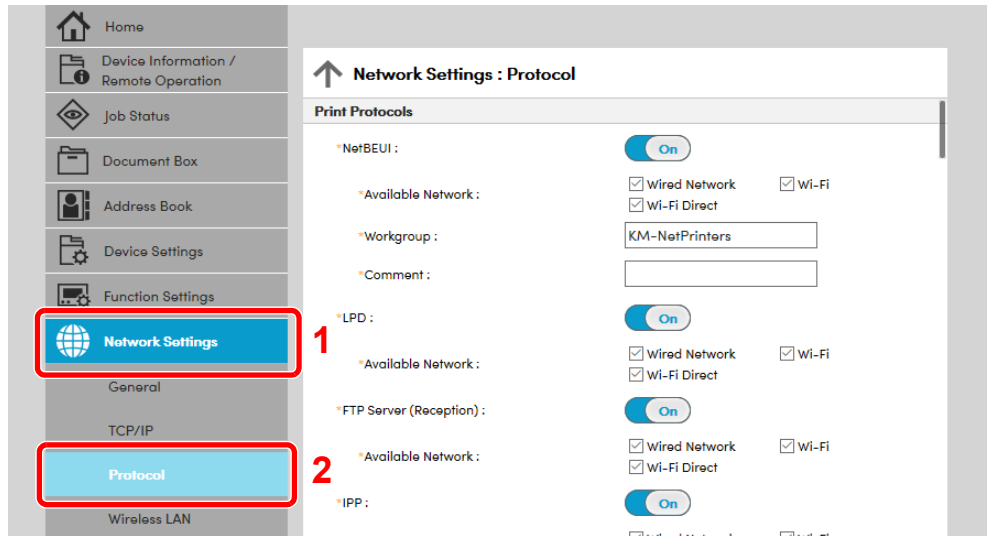 Home
Device Information /
Remote Operation
Job Status
Document Box
Address Book
Device Settings
Function Settings
Network Settings
1
General
TCP/IP
Protocol
2
Wireless LAN
Network Settings : Protocol
Print Protocols
*NetBEUI :
On
*Available Network :
Wired Network
Wi-Fi
Wi-Fi Direct
*Workgroup :
KM-NetPrinters
*Comment :
*LPD :
On
*Available Network :
Wired Network
Wi-Fi
Wi-Fi Direct
*FTP Server (Reception) :
On
*Available Network :
Wired Network
Wi-Fi
Wi-Fi Direct
*IPP :
On